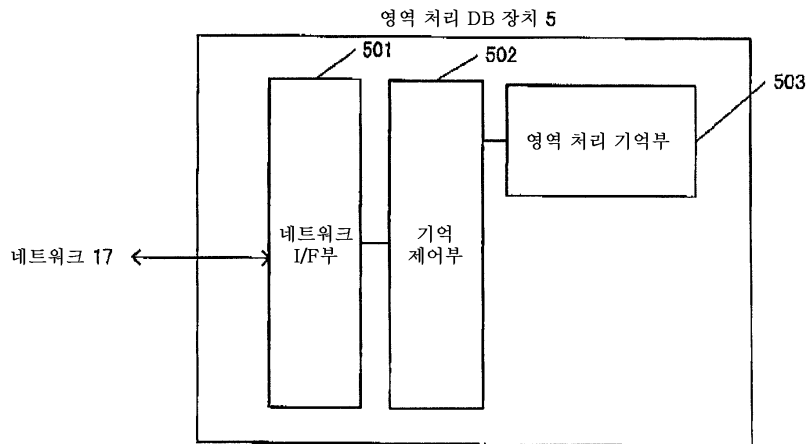 영역 처리 DB 장치 5
501
502
503
영역 처리 기억부
네트워크
I/F부
기억
제어부
네트워크 17